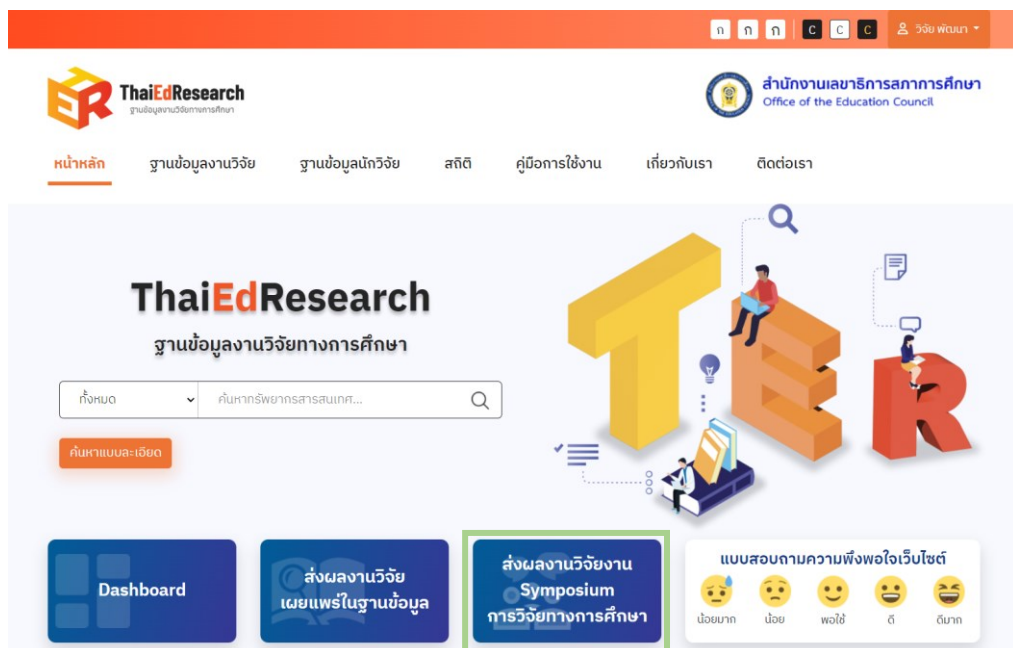 ก ก ก C C C วิจัย พัฒนา
ThaiEdResearch
ฐานข้อมูลงานวิจัยทางการศึกษา
สำนักงานเลขาธิการสภาการศึกษา
Office of the Education Council
หน้าหลัก ฐานข้อมูลงานวิจัย ฐานข้อมูลนักวิจัย สถิติ คู่มือการใช้งาน เกี่ยวกับเรา ติดต่อเรา
ThaiEdResearch
ฐานข้อมูลงานวิจัยทางการศึกษา
ทั้งหมด ค้นหาทรัพยากรสารสนเทศ...
ค้นหาแบบละเอียด
TER
Dashboard
ส่งผลงานวิจัย
เผยแพร่ในฐานข้อมูล
ส่งผลงานวิจัยงาน
Symposium
การวิจัยทางการศึกษา
แบบสอบถามความพึงพอใจเว็บไซต์
น้อยมาก น้อย พอใช้ ดี ดีมาก